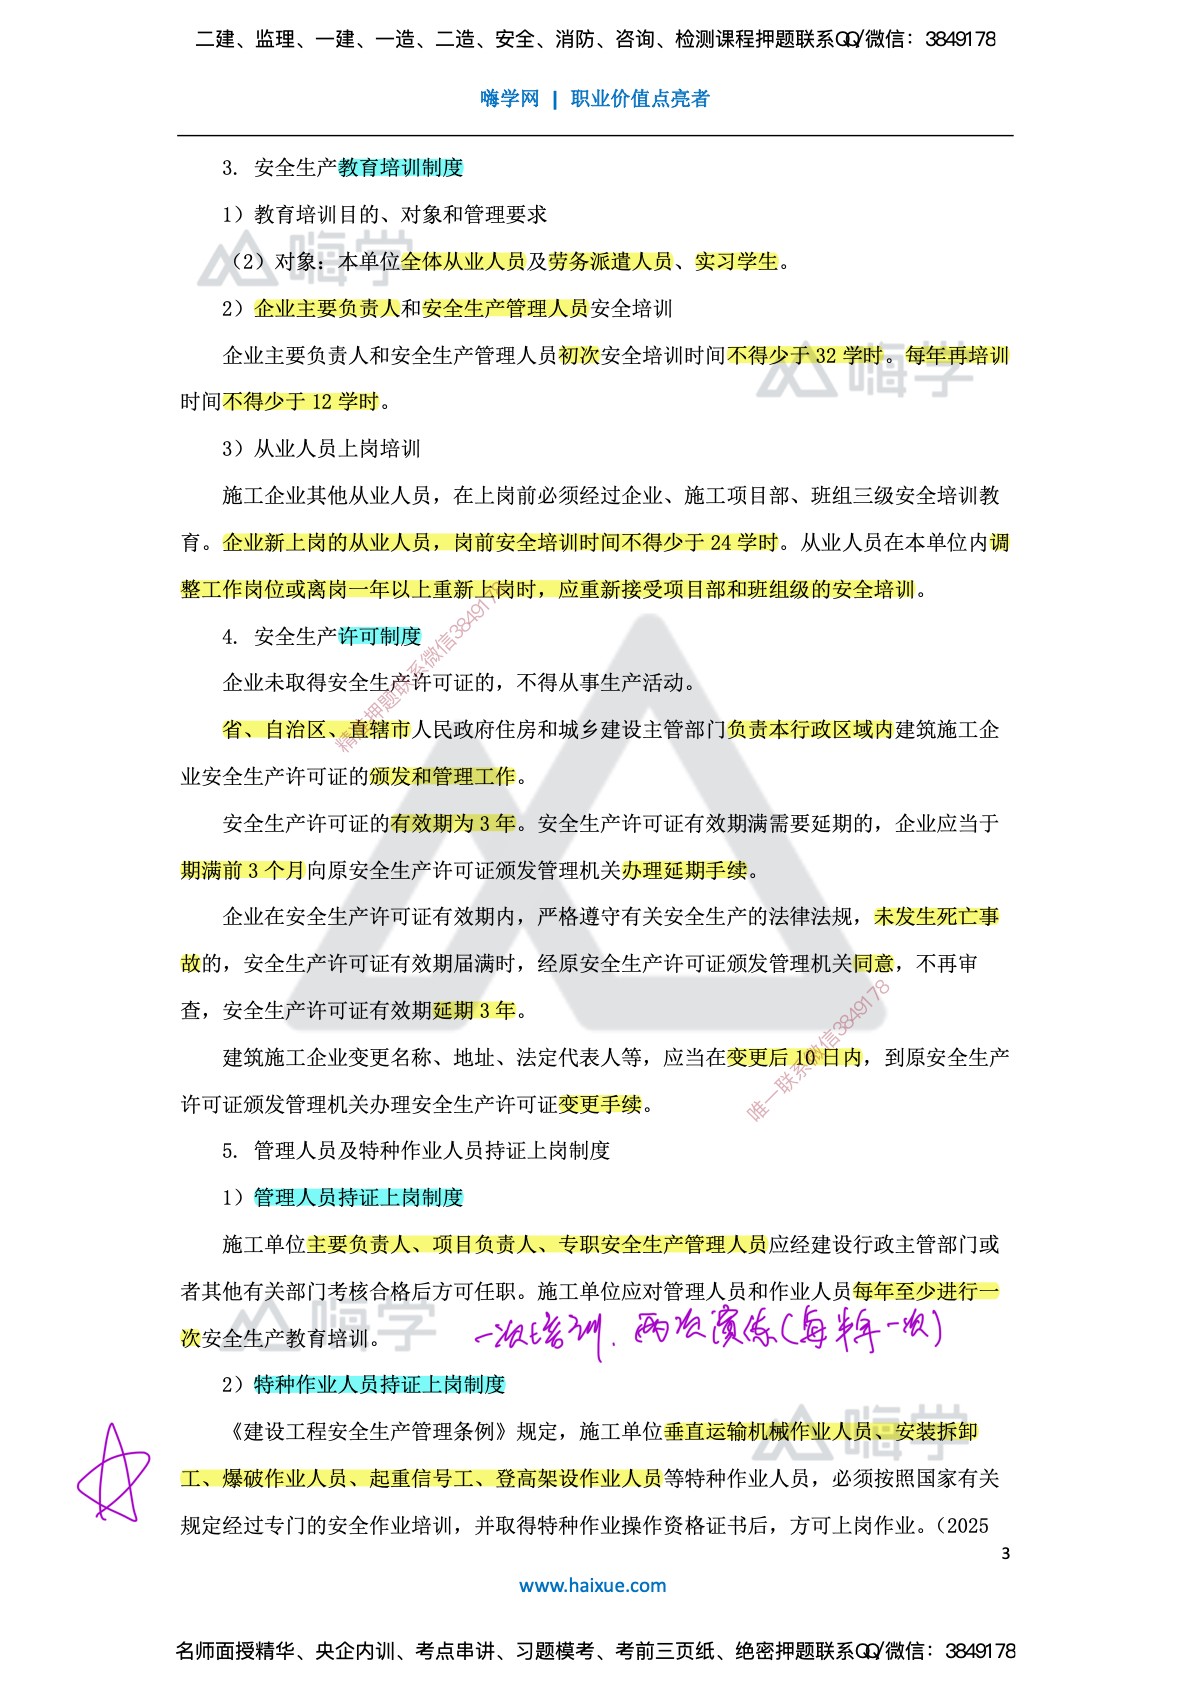 二建、监理、一建、一造、二造、安全、消防、咨询、检测课程押题联系QQ/微信：3849178
嗨学网 | 职业价值点亮者
3. 安全生产教育培训制度
1）教育培训目的、对象和管理要求
嗨学
（2）对象：本单位全体从业人员及劳务派遣人员、实习学生。
2）企业主要负责人和安全生产管理人员安全培训
企业主要负责人和安全生产管理人员初次安全培训时间不得少于 32 学时。每年再培训
嗨学
时间不得少于 12 学时。
3）从业人员上岗培训
施工企业其他从业人员，在上岗前必须经过企业、施工项目部、班组三级安全培训教
育。企业新上岗的从业人员，岗前安全培训时间不得少于 24 学时。从业人员在本单位内调
整工作岗位或离岗一年以上重新上岗时，应重新接受项目部和班组级的安全培训。
4. 安全生产许可制度
精准押题联系微信3849178
企业未取得安全生产许可证的，不得从事生产活动。
省、自治区、直辖市人民政府住房和城乡建设主管部门负责本行政区域内建筑施工企
业安全生产许可证的颁发和管理工作。
安全生产许可证的有效期为 3 年。安全生产许可证有效期满需要延期的，企业应当于
期满前 3 个月向原安全生产许可证颁发管理机关办理延期手续。
企业在安全生产许可证有效期内，严格遵守有关安全生产的法律法规，未发生死亡事
故的，安全生产许可证有效期届满时，经原安全生产许可证颁发管理机关同意，不再审
查，安全生产许可证有效期延期 3 年。
唯一联系微信3849178
建筑施工企业变更名称、地址、法定代表人等，应当在变更后 10 日内，到原安全生产
许可证颁发管理机关办理安全生产许可证变更手续。
5. 管理人员及特种作业人员持证上岗制度
1）管理人员持证上岗制度
施工单位主要负责人、项目负责人、专职安全生产管理人员应经建设行政主管部门或
者其他有关部门考核合格后方可任职。施工单位应对管理人员和作业人员每年至少进行一
嗨学
次安全生产教育培训。
一次培训.两次演练(每半年一次)
2）特种作业人员持证上岗制度
嗨学
《建设工程安全生产管理条例》规定，施工单位垂直运输机械作业人员、安装拆卸
工、爆破作业人员、起重信号工、登高架设作业人员等特种作业人员，必须按照国家有关
规定经过专门的安全作业培训，并取得特种作业操作资格证书后，方可上岗作业。（2025
3
www.haixue.com
名师面授精华、央企内训、考点串讲、习题模考、考前三页纸、绝密押题联系QQ/微信：3849178